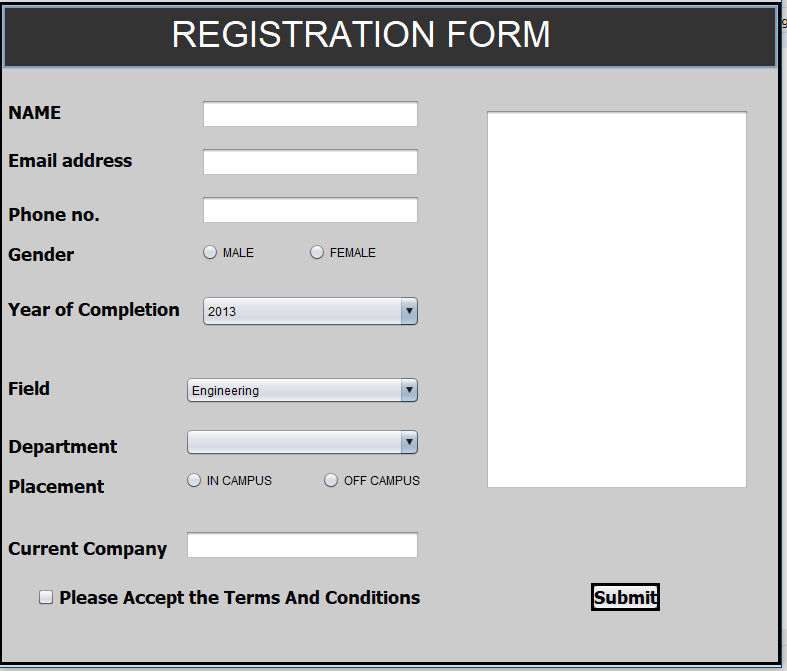 REGISTRATION FORM
NAME
Email address
Phone no.
Gender MALE FEMALE
Year of Completion 2013
Field Engineering
Department
Placement IN CAMPUS OFF CAMPUS
Current Company
Please Accept the Terms And Conditions Submit